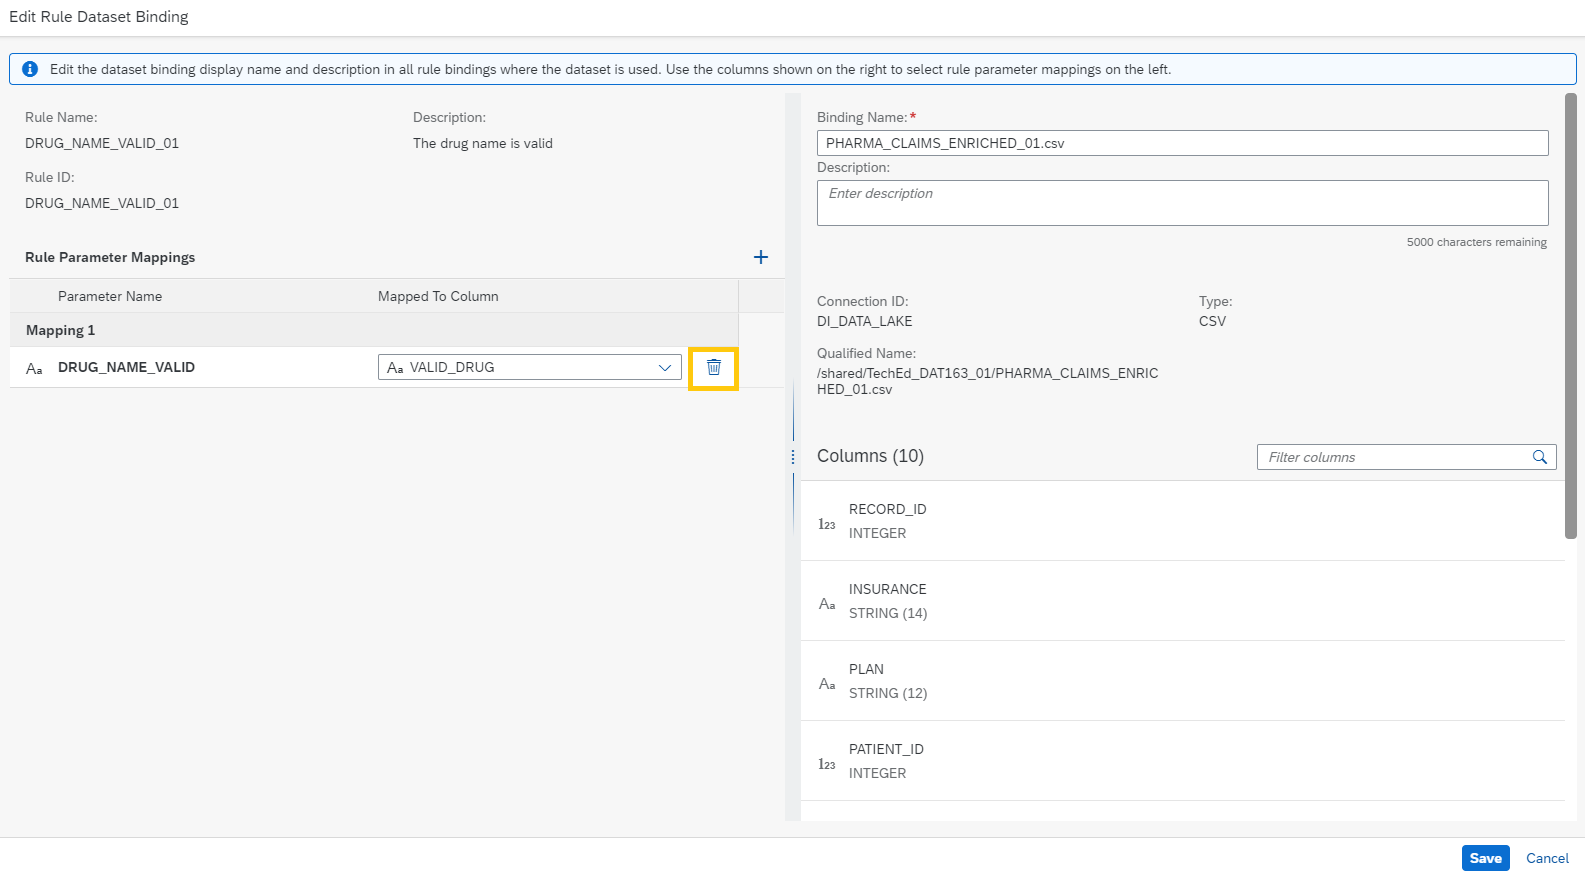 Edit Rule Dataset Binding
Edit the dataset binding display name and description in all rule bindings where the dataset is used. Use the columns shown on the right to select rule parameter mappings on the left.
Rule Name:
DRUG_NAME_VALID_01
Description:
The drug name is valid
Rule ID:
DRUG_NAME_VALID_01
Rule Parameter Mappings
Parameter Name
Mapped To Column
Mapping 1
Aa DRUG_NAME_VALID
Aa VALID_DRUG
Binding Name:*
PHARMA_CLAIMS_ENRICHED_01.csv
Description:
Enter description
5000 characters remaining
Connection ID:
DI_DATA_LAKE
Type:
CSV
Qualified Name:
/shared/TechEd_DAT163_01/PHARMA_CLAIMS_ENRIC
HED_01.csv
Columns (10)
Filter columns
RECORD_ID
123
INTEGER
INSURANCE
Aa
STRING (14)
PLAN
Aa
STRING (12)
PATIENT_ID
123
INTEGER
Save
Cancel